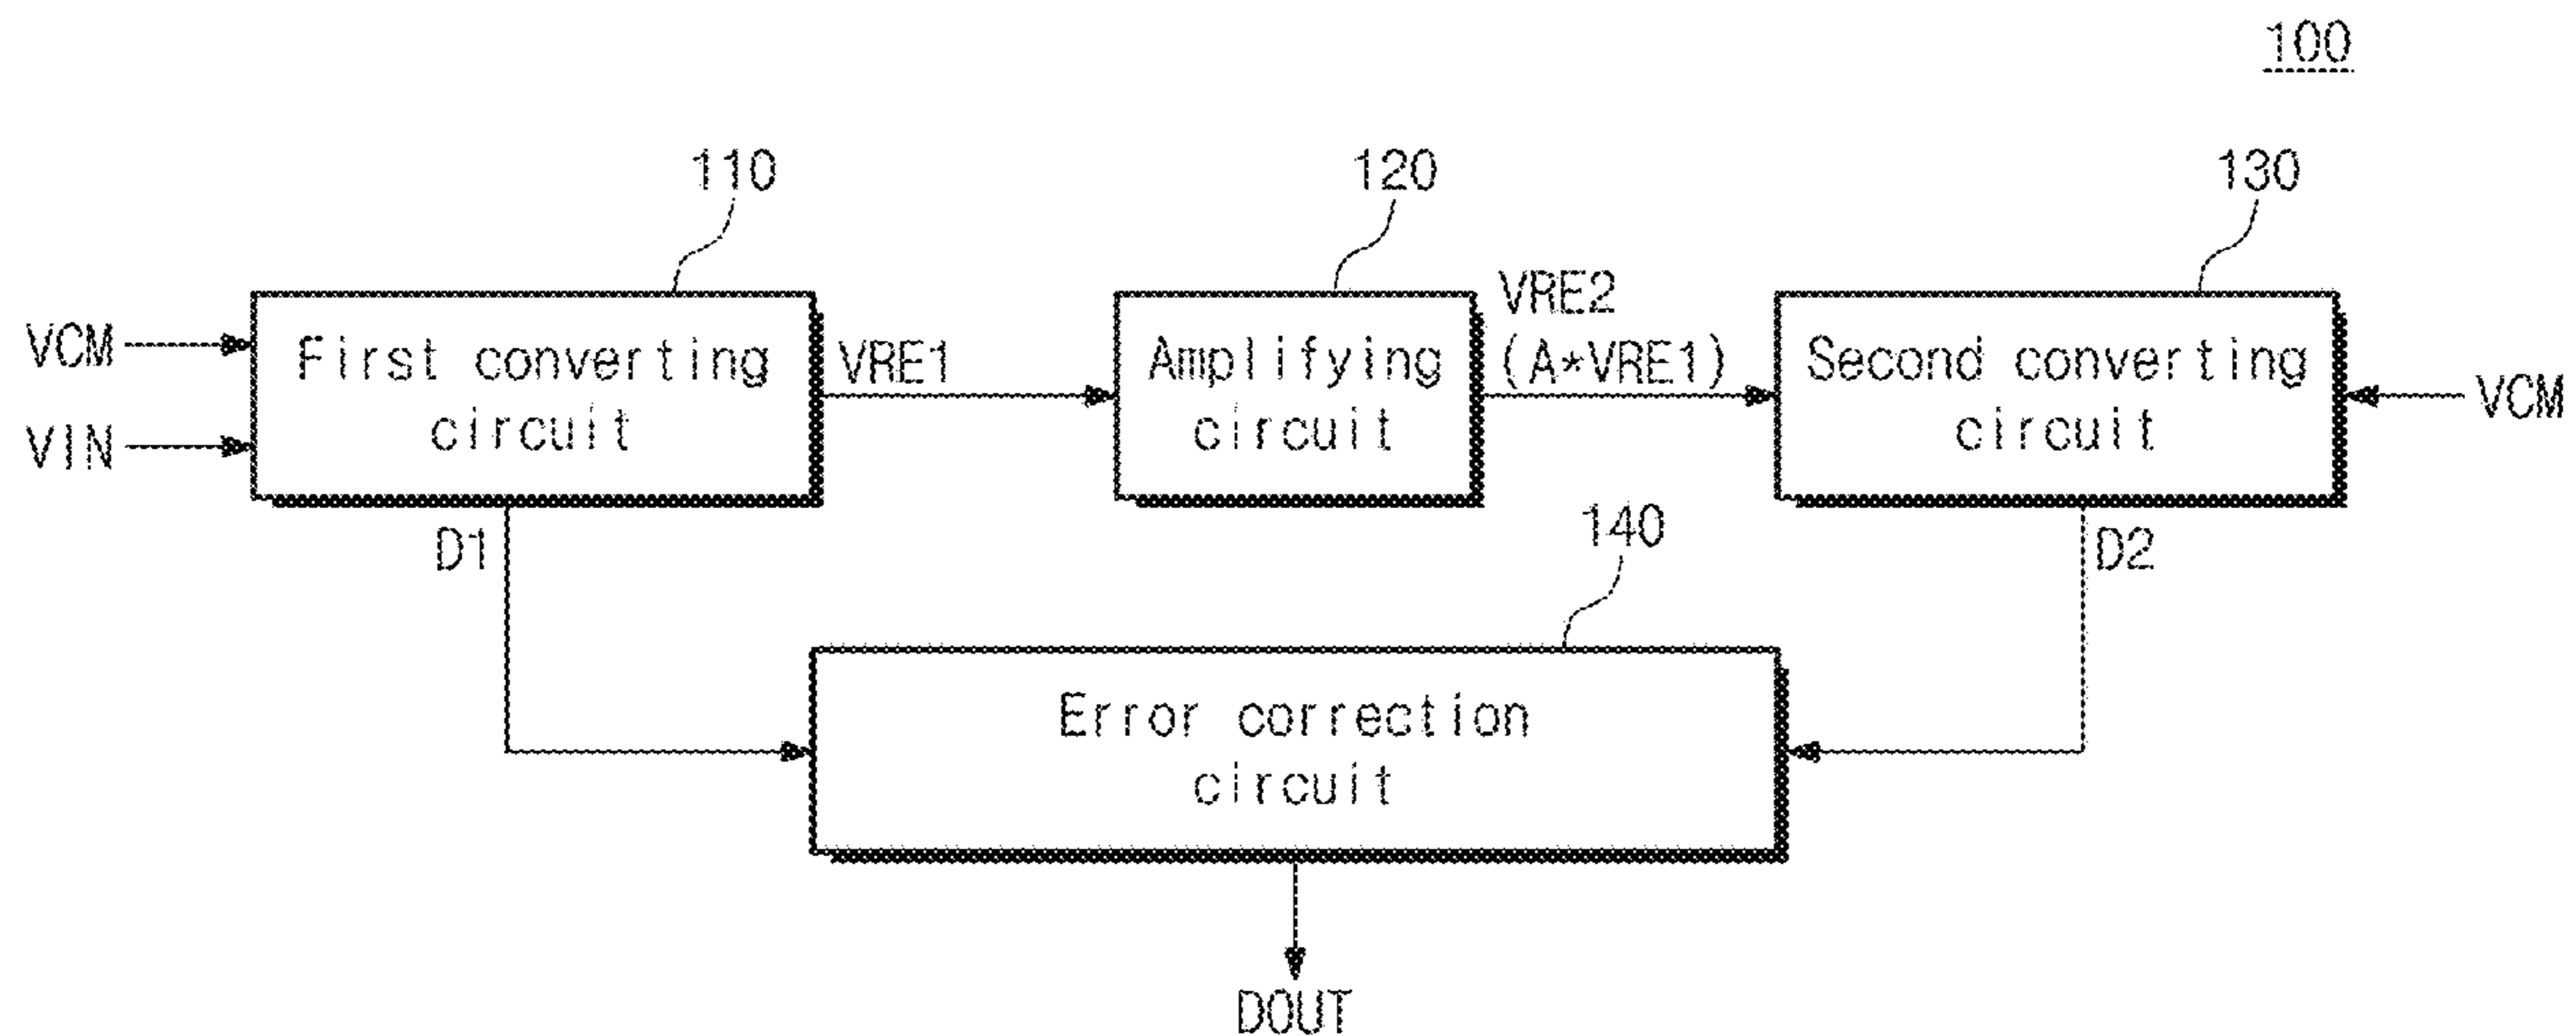 100
110
120
130
VCM
VIN
First converting
circuit
VRE1
Amplifying
circuit
VRE2
(A*VRE1)
Second converting
circuit
VCM
D1
140
D2
Error correction
circuit
DOUT